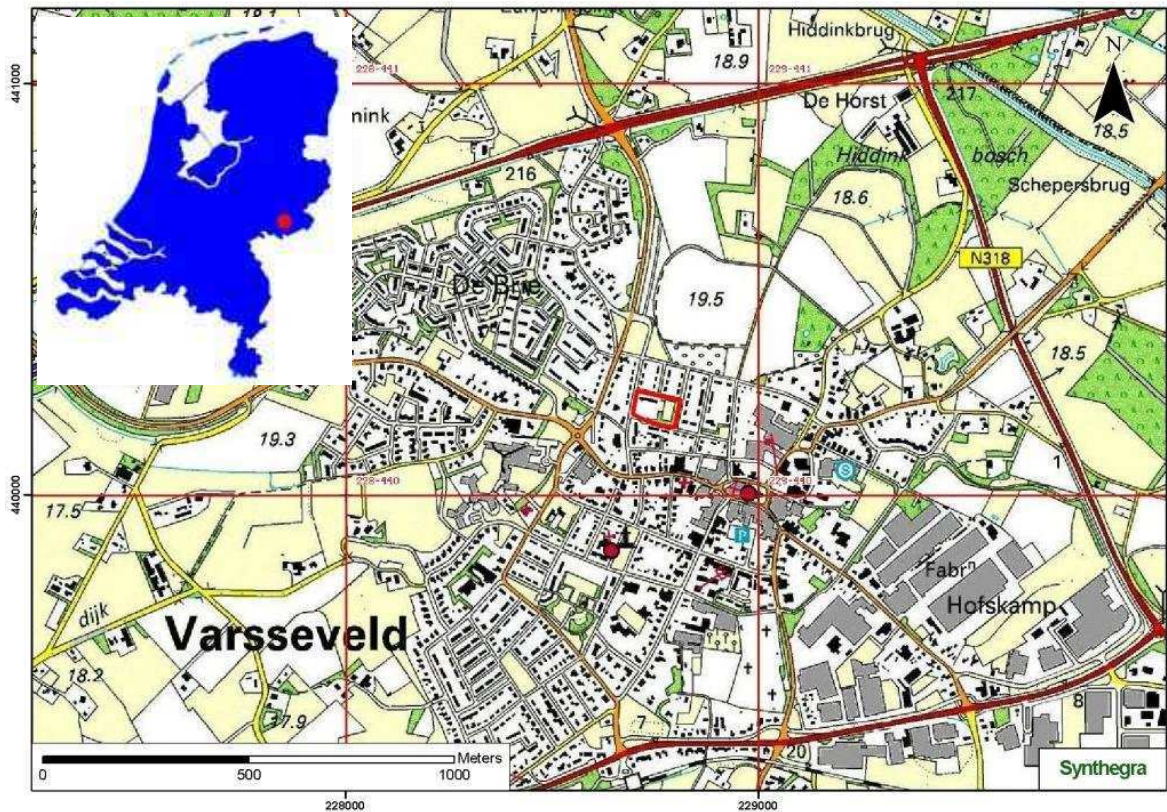 18.9
Hiddinkbrug
N
441000
228-441
229-441
217
De Horst
18.5
mink
Hiddink
bosch
216
18.6
Schepersbrug
N318
De Brie
19.5
18.5
19.3
1
S
440000
228-440
229-440
17.5
P
Fabrn
Hofskamp
dijk
Varsseveld
18.2
17.9
7
8
20
Meters
0
500
1000
Synthegra
228000
229000